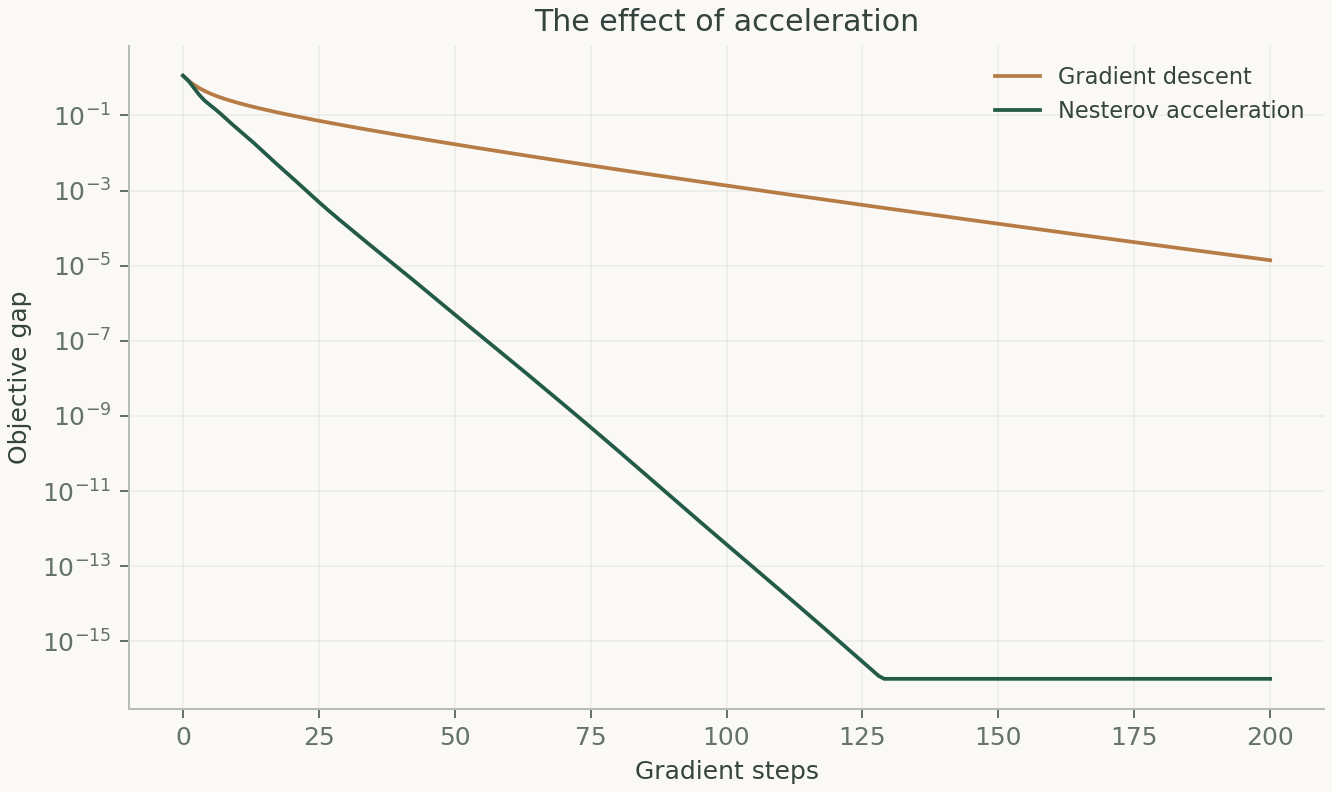 The effect of acceleration
Gradient descent
Nesterov acceleration
Objective gap
10⁻¹
10⁻³
10⁻⁵
10⁻⁷
10⁻⁹
10⁻¹¹
10⁻¹³
10⁻¹⁵
0 25 50 75 100 125 150 175 200
Gradient steps